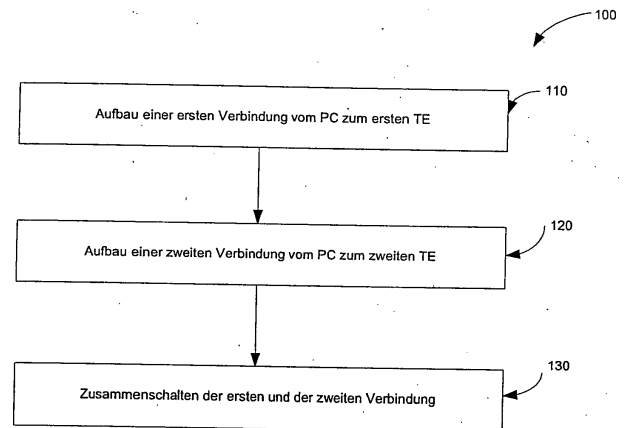 100
110
Aufbau einer ersten Verbindung vom PC zum ersten TE
120
Aufbau einer zweiten Verbindung vom PC zum zweiten TE
130
Zusammenschalten der ersten und der zweiten Verbindung